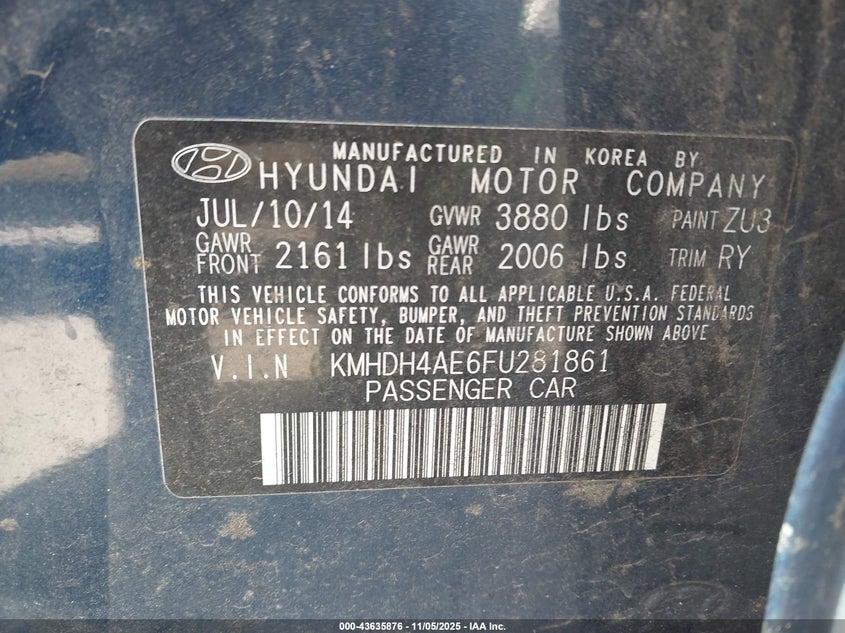 MANUFACTURED IN KOREA BY
HYUNDAI MOTOR COMPANY
JUL/10/14 GVWR 3880 lbs PAINT ZU3
GAWR FRONT 2161 lbs GAWR REAR 2006 lbs TRIM RY
THIS VEHICLE CONFORMS TO ALL APPLICABLE U.S.A. FEDERAL
MOTOR VEHICLE SAFETY, BUMPER, AND THEFT PREVENTION STANDARDS
IN EFFECT ON THE DATE OF MANUFACTURE SHOWN ABOVE
V.I.N KMHDH4AE6FU281861
PASSENGER CAR
000-43635876 - 11/05/2025 - IAA Inc.